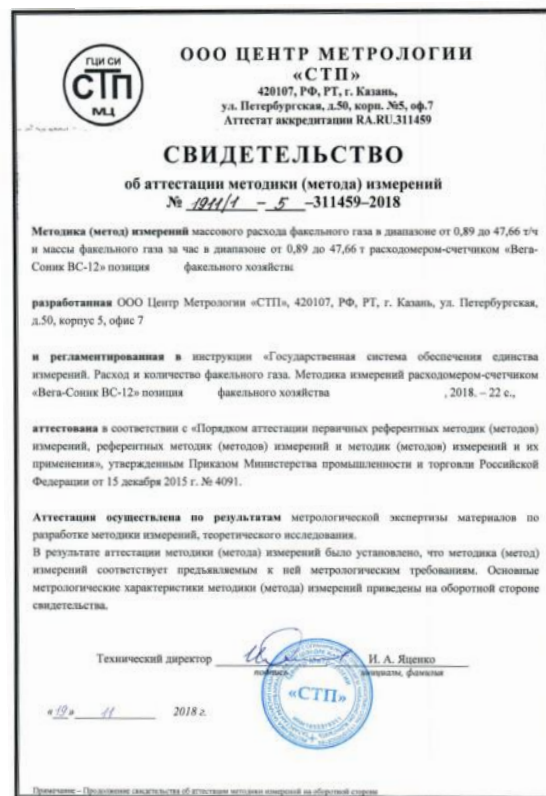 ГЦИ СИ
СТП
МЦ
ООО ЦЕНТР МЕТРОЛОГИИ
«СТП»
420107, РФ, РТ, г. Казань,
ул. Петербургская, д.50, корп. №5, оф.7
Аттестат аккредитации RA.RU.311459
СВИДЕТЕЛЬСТВО
об аттестации методики (метода) измерений
№ 1911/1 – 5 –311459–2018
Методика (метод) измерений массового расхода факельного газа в диапазоне от 0,89 до 47,66 т/ч
и массы факельного газа за час в диапазоне от 0,89 до 47,66 т расходомером-счетчиком «Вега-
Соник ВС-12» позиция факельного хозяйства
разработанная ООО Центр Метрологии «СТП», 420107, РФ, РТ, г. Казань, ул. Петербургская,
д.50, корпус 5, офис 7
и регламентированная в инструкции «Государственная система обеспечения единства
измерений. Расход и количество факельного газа. Методика измерений расходомером-счетчиком
«Вега-Соник ВС-12» позиция факельного хозяйства , 2018. – 22 с.,
аттестована в соответствии с «Порядком аттестации первичных референтных методик (методов)
измерений, референтных методик (методов) измерений и методик (методов) измерений и их
применения», утвержденным Приказом Министерства промышленности и торговли Российской
Федерации от 15 декабря 2015 г. № 4091.
Аттестация осуществлена по результатам метрологической экспертизы материалов по
разработке методики измерений, теоретического исследования.
В результате аттестации методики (метода) измерений было установлено, что методика (метод)
измерений соответствует предъявляемым к ней метрологическим требованиям. Основные
метрологические характеристики методики (метода) измерений приведены на оборотной стороне
свидетельства.
Технический директор И. А. Яценко
подпись инициалы, фамилия
«СТП»
«19» 11 2018 г.
Примечание – Продолжение свидетельства об аттестации методики измерений на оборотной стороне